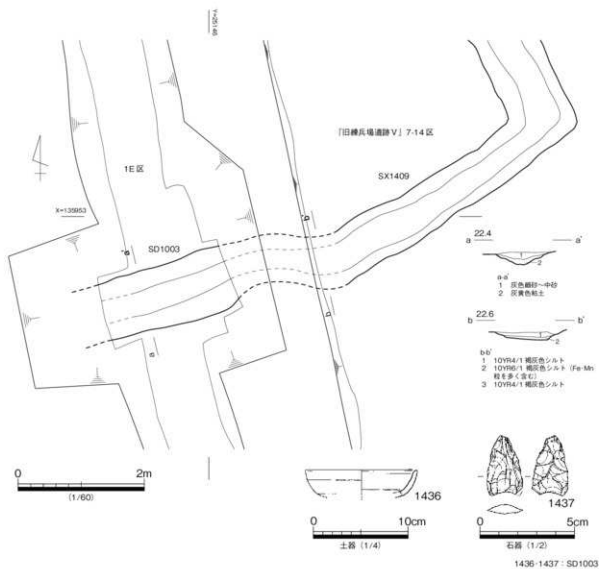 Y=25146
『旧練兵場遺跡Ⅴ』7-14 区
1E 区
SX1409
X=135953
SD1003
a'
a
b'
b
22.4
a a'
1
2
a-a'
1 灰色細砂～中砂
2 灰黄色粘土
22.6
b b'
1
2
b-b'
1 10YR4/1 褐灰色シルト
2 10YR6/1 褐灰色シルト (Fe・Mn
粒を多く含む)
3 10YR4/1 褐灰色シルト
0 2m
(1/60)
1436
0 10cm
土器 (1/4)
1437
0 5cm
石器 (1/2)
1436・1437：SD1003